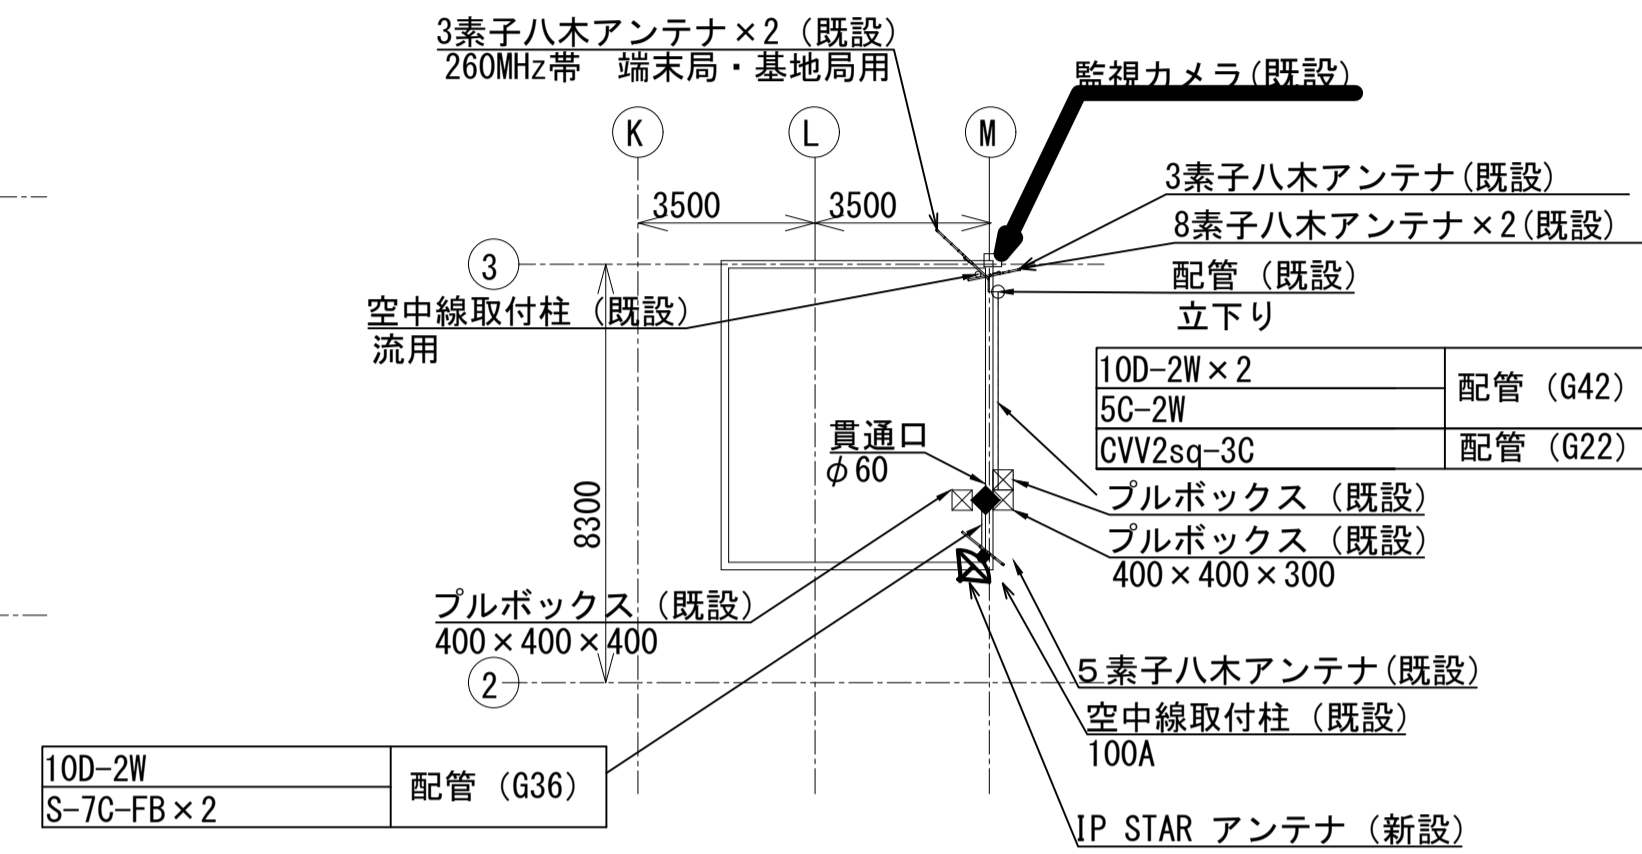 3素子八木アンテナ×2（既設）
260MHz帯　端末局・基地局用
監視カメラ(既設)
K
L
M
3素子八木アンテナ(既設)
3500
3500
8素子八木アンテナ×2(既設)
3
配管（既設）
立下り
空中線取付柱（既設）
流用
10D-2W×2
配管（G42）
5C-2W
CVV2sq-3C
配管（G22）
貫通口
φ60
プルボックス（既設）
8300
プルボックス（既設）
400×400×300
プルボックス（既設）
400×400×400
5素子八木アンテナ(既設)
2
空中線取付柱（既設）
100A
10D-2W
配管（G36）
S-7C-FB×2
IP STAR アンテナ（新設）